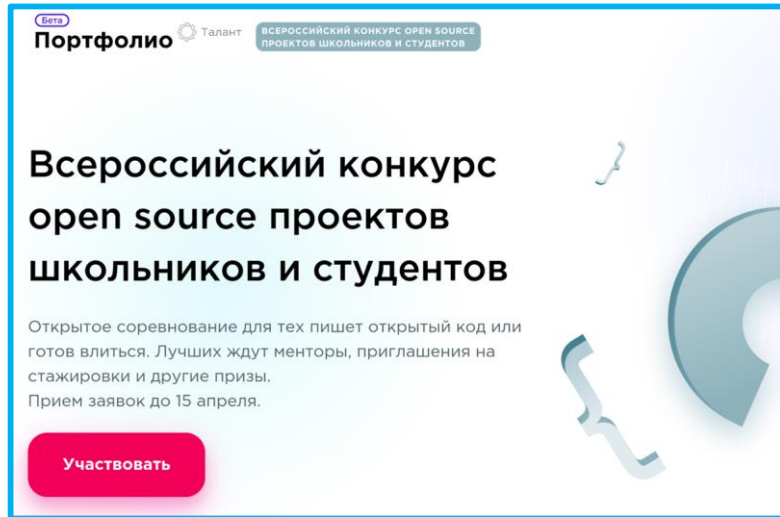 Бета
Портфолио
Талант
ВСЕРОССИЙСКИЙ КОНКУРС OPEN SOURCE
ПРОЕКТОВ ШКОЛЬНИКОВ И СТУДЕНТОВ
Всероссийский конкурс
open source проектов
школьников и студентов
Открытое соревнование для тех пишет открытый код или
готов влиться. Лучших ждут менторы, приглашения на
стажировки и другие призы.
Прием заявок до 15 апреля.
Участвовать